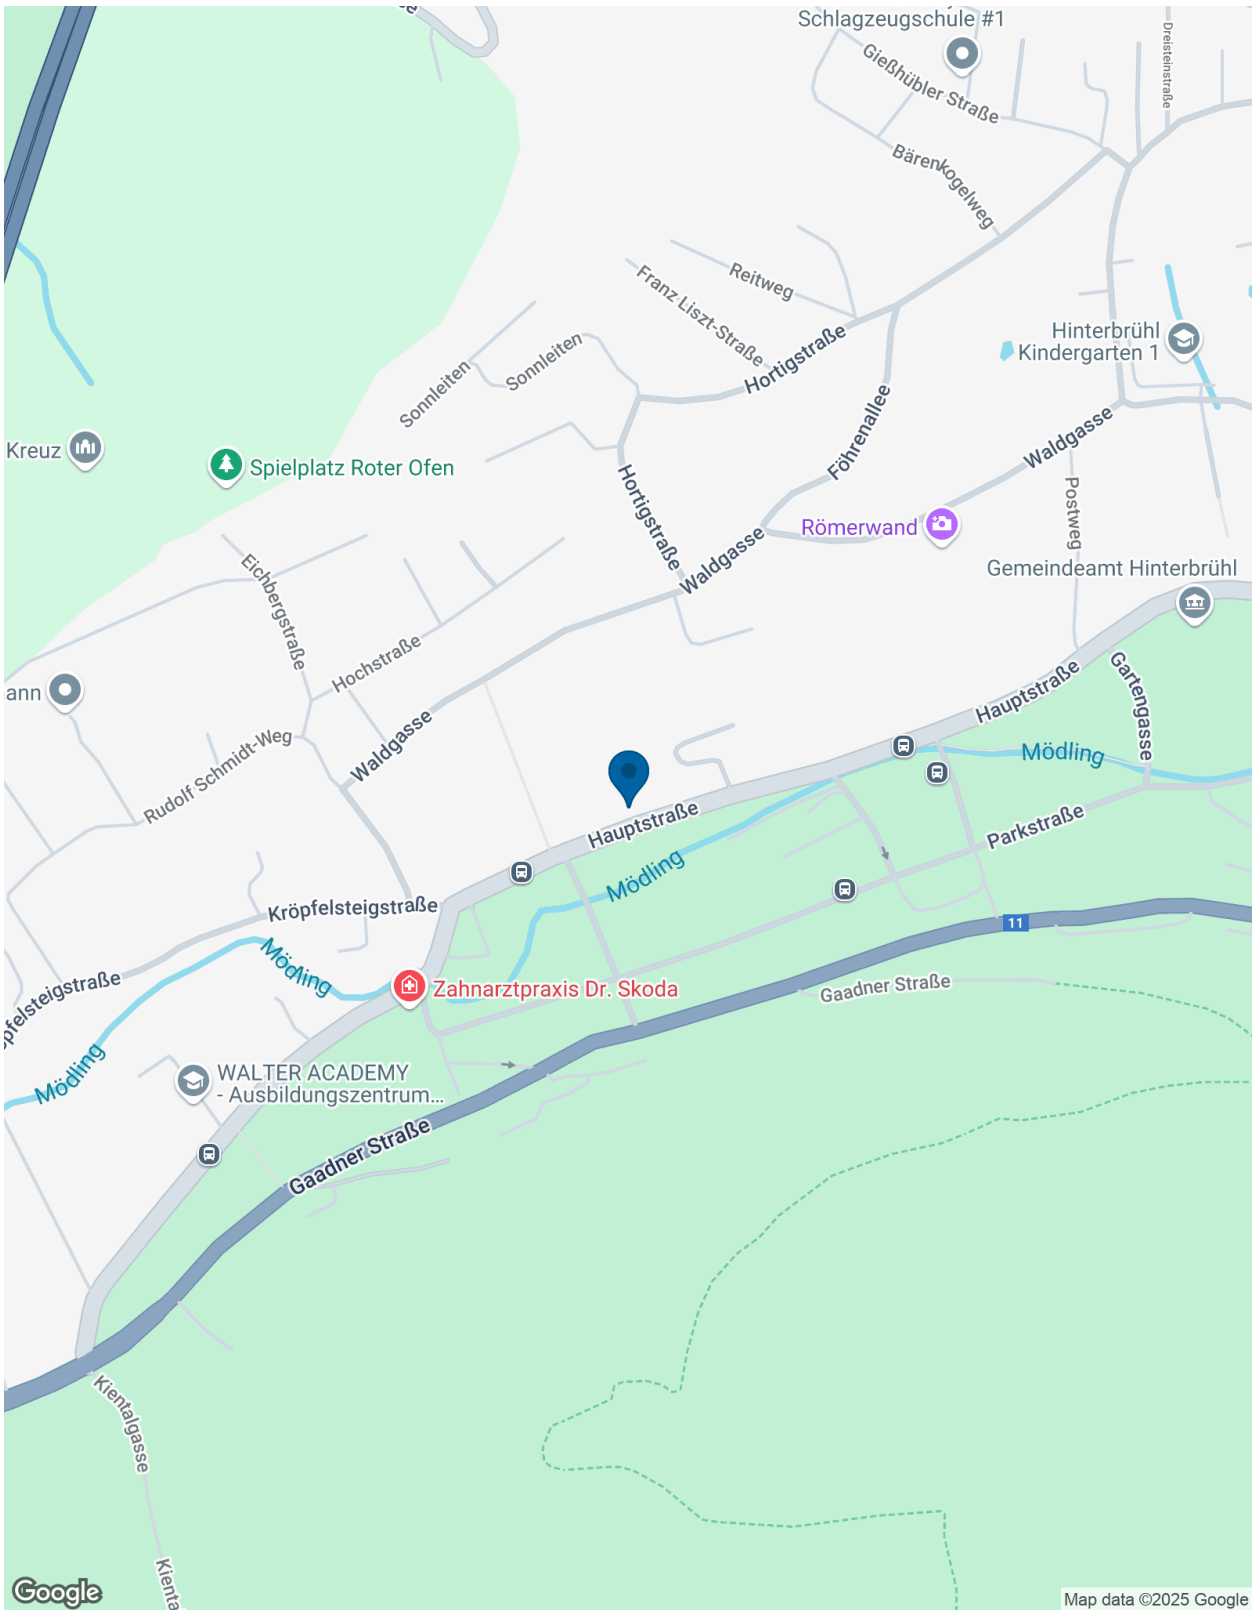 Schlagzeugschule #1
Gießhübler Straße
Dreisteinstraße
Bärenkogelweg
Reitweg
Franz Liszt-Straße
Hortigstraße
Hinterbrühl
Kindergarten 1
Sonnleiten
Sonnleiten
Föhrenallee
Waldgasse
Kreuz
Spielplatz Roter Ofen
Hortigstraße
Postweg
Römerwand
Waldgasse
Gemeindeamt Hinterbrühl
Eichbergstraße
Hochstraße
Gartengasse
ann
Hauptstraße
Waldgasse
Rudolf Schmidt-Weg
Mödling
Hauptstraße
Parkstraße
Mödling
Kröpfelsteigstraße
11
Mödling
Zahnarztpraxis Dr. Skoda
Gaadner Straße
pfelsteigstraße
Mödling
WALTER ACADEMY
- Ausbildungszentrum...
Gaadner Straße
Kientalgasse
Kienta
Google
Map data ©2025 Google